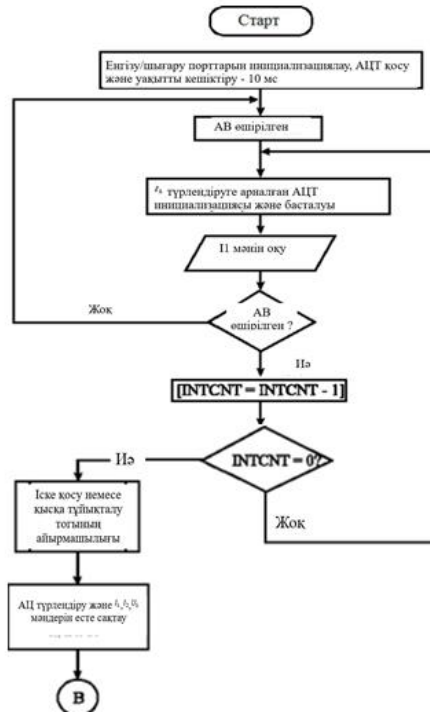 Старт
Енгізу/шығару порттарын инициализациялау, АЦТ қосу
және уақытты кешіктіру - 10 мс
АВ өшірілген
түрлендіруге арналған АЦТ
инициализациясы және басталуы
I1 мәнін оқу
Жоқ
АВ
өшірілген ?
Иә
[INTCNT = INTCNT - 1]
Иә
INTCNT = 0?
Жоқ
Іске қосу немесе
қысқа тұйықталу
тогының
айырмашылығы
АЦ түрлендіру және
мәндерін есте сақтау
В